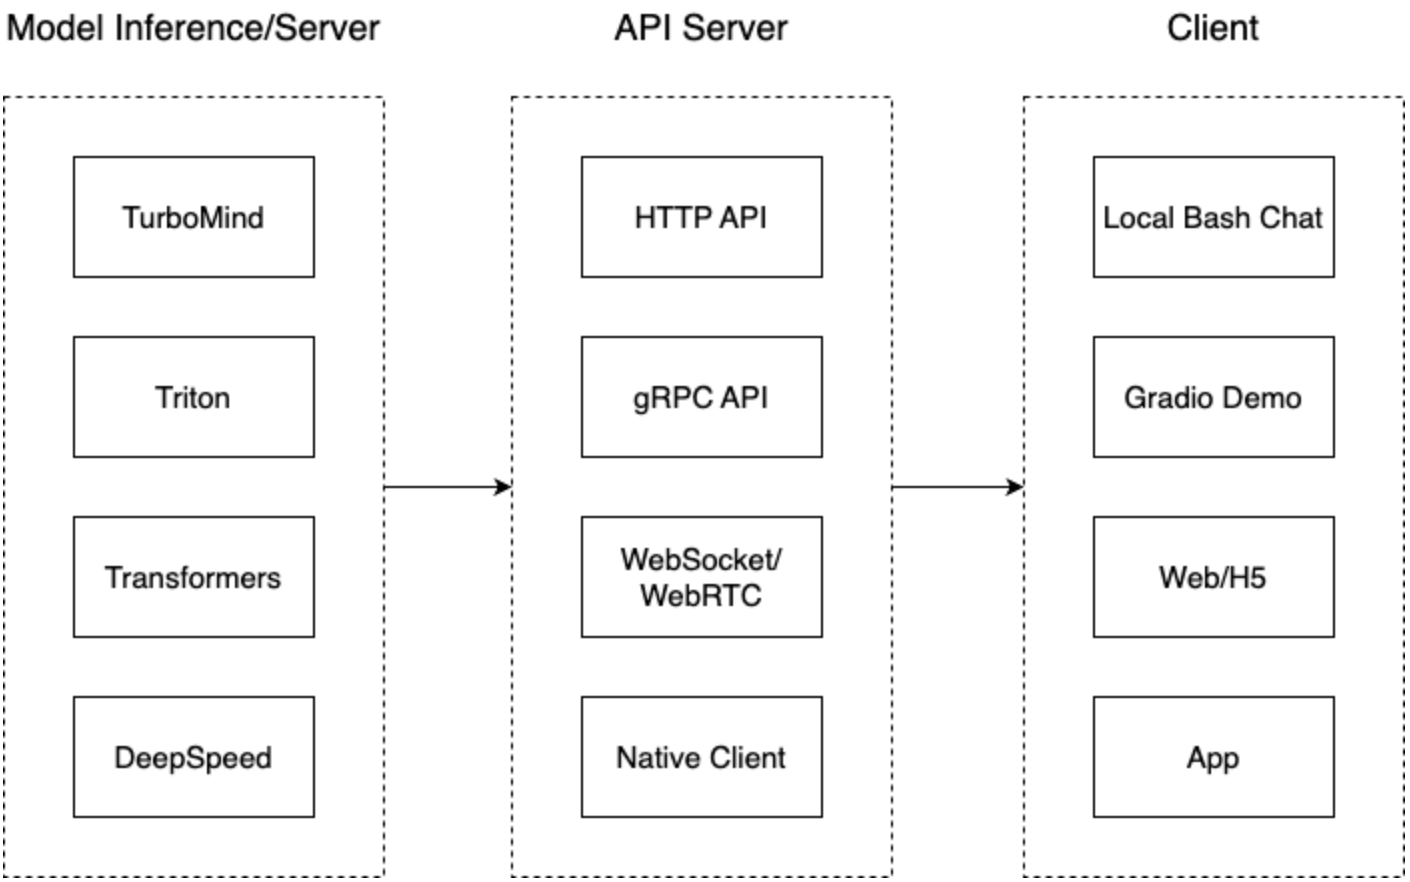 Model Inference/Server
API Server
Client
TurboMind
HTTP API
Local Bash Chat
Triton
gRPC API
Gradio Demo
Transformers
WebSocket/
WebRTC
Web/H5
DeepSpeed
Native Client
App